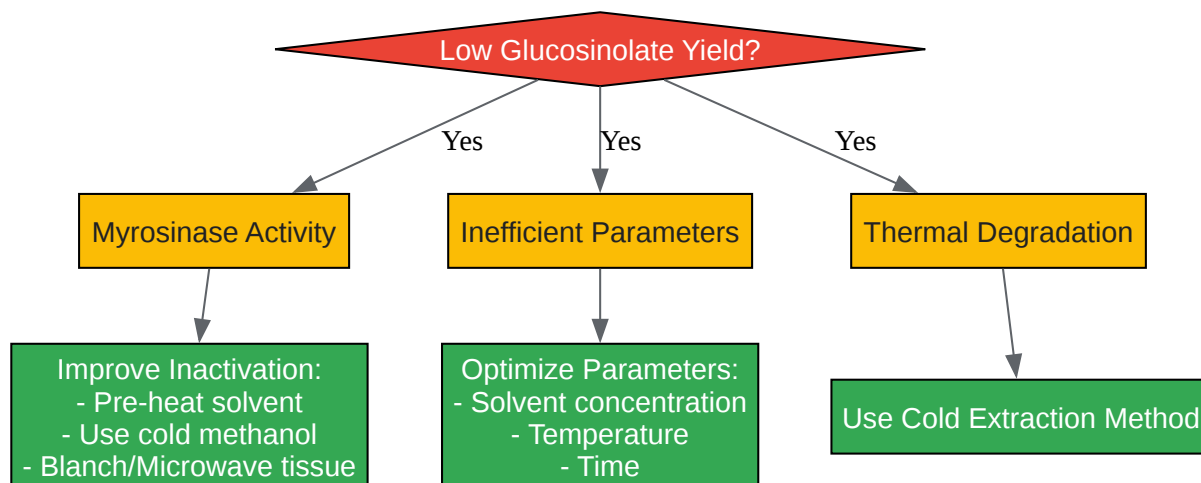 Low Glucosinolate Yield?
Yes
Yes
Yes
Myrosinase Activity
Inefficient Parameters
Thermal Degradation
Improve Inactivation:
- Pre-heat solvent
- Use cold methanol
- Blanch/Microwave tissue
Optimize Parameters:
- Solvent concentration
- Temperature
- Time
Use Cold Extraction Method